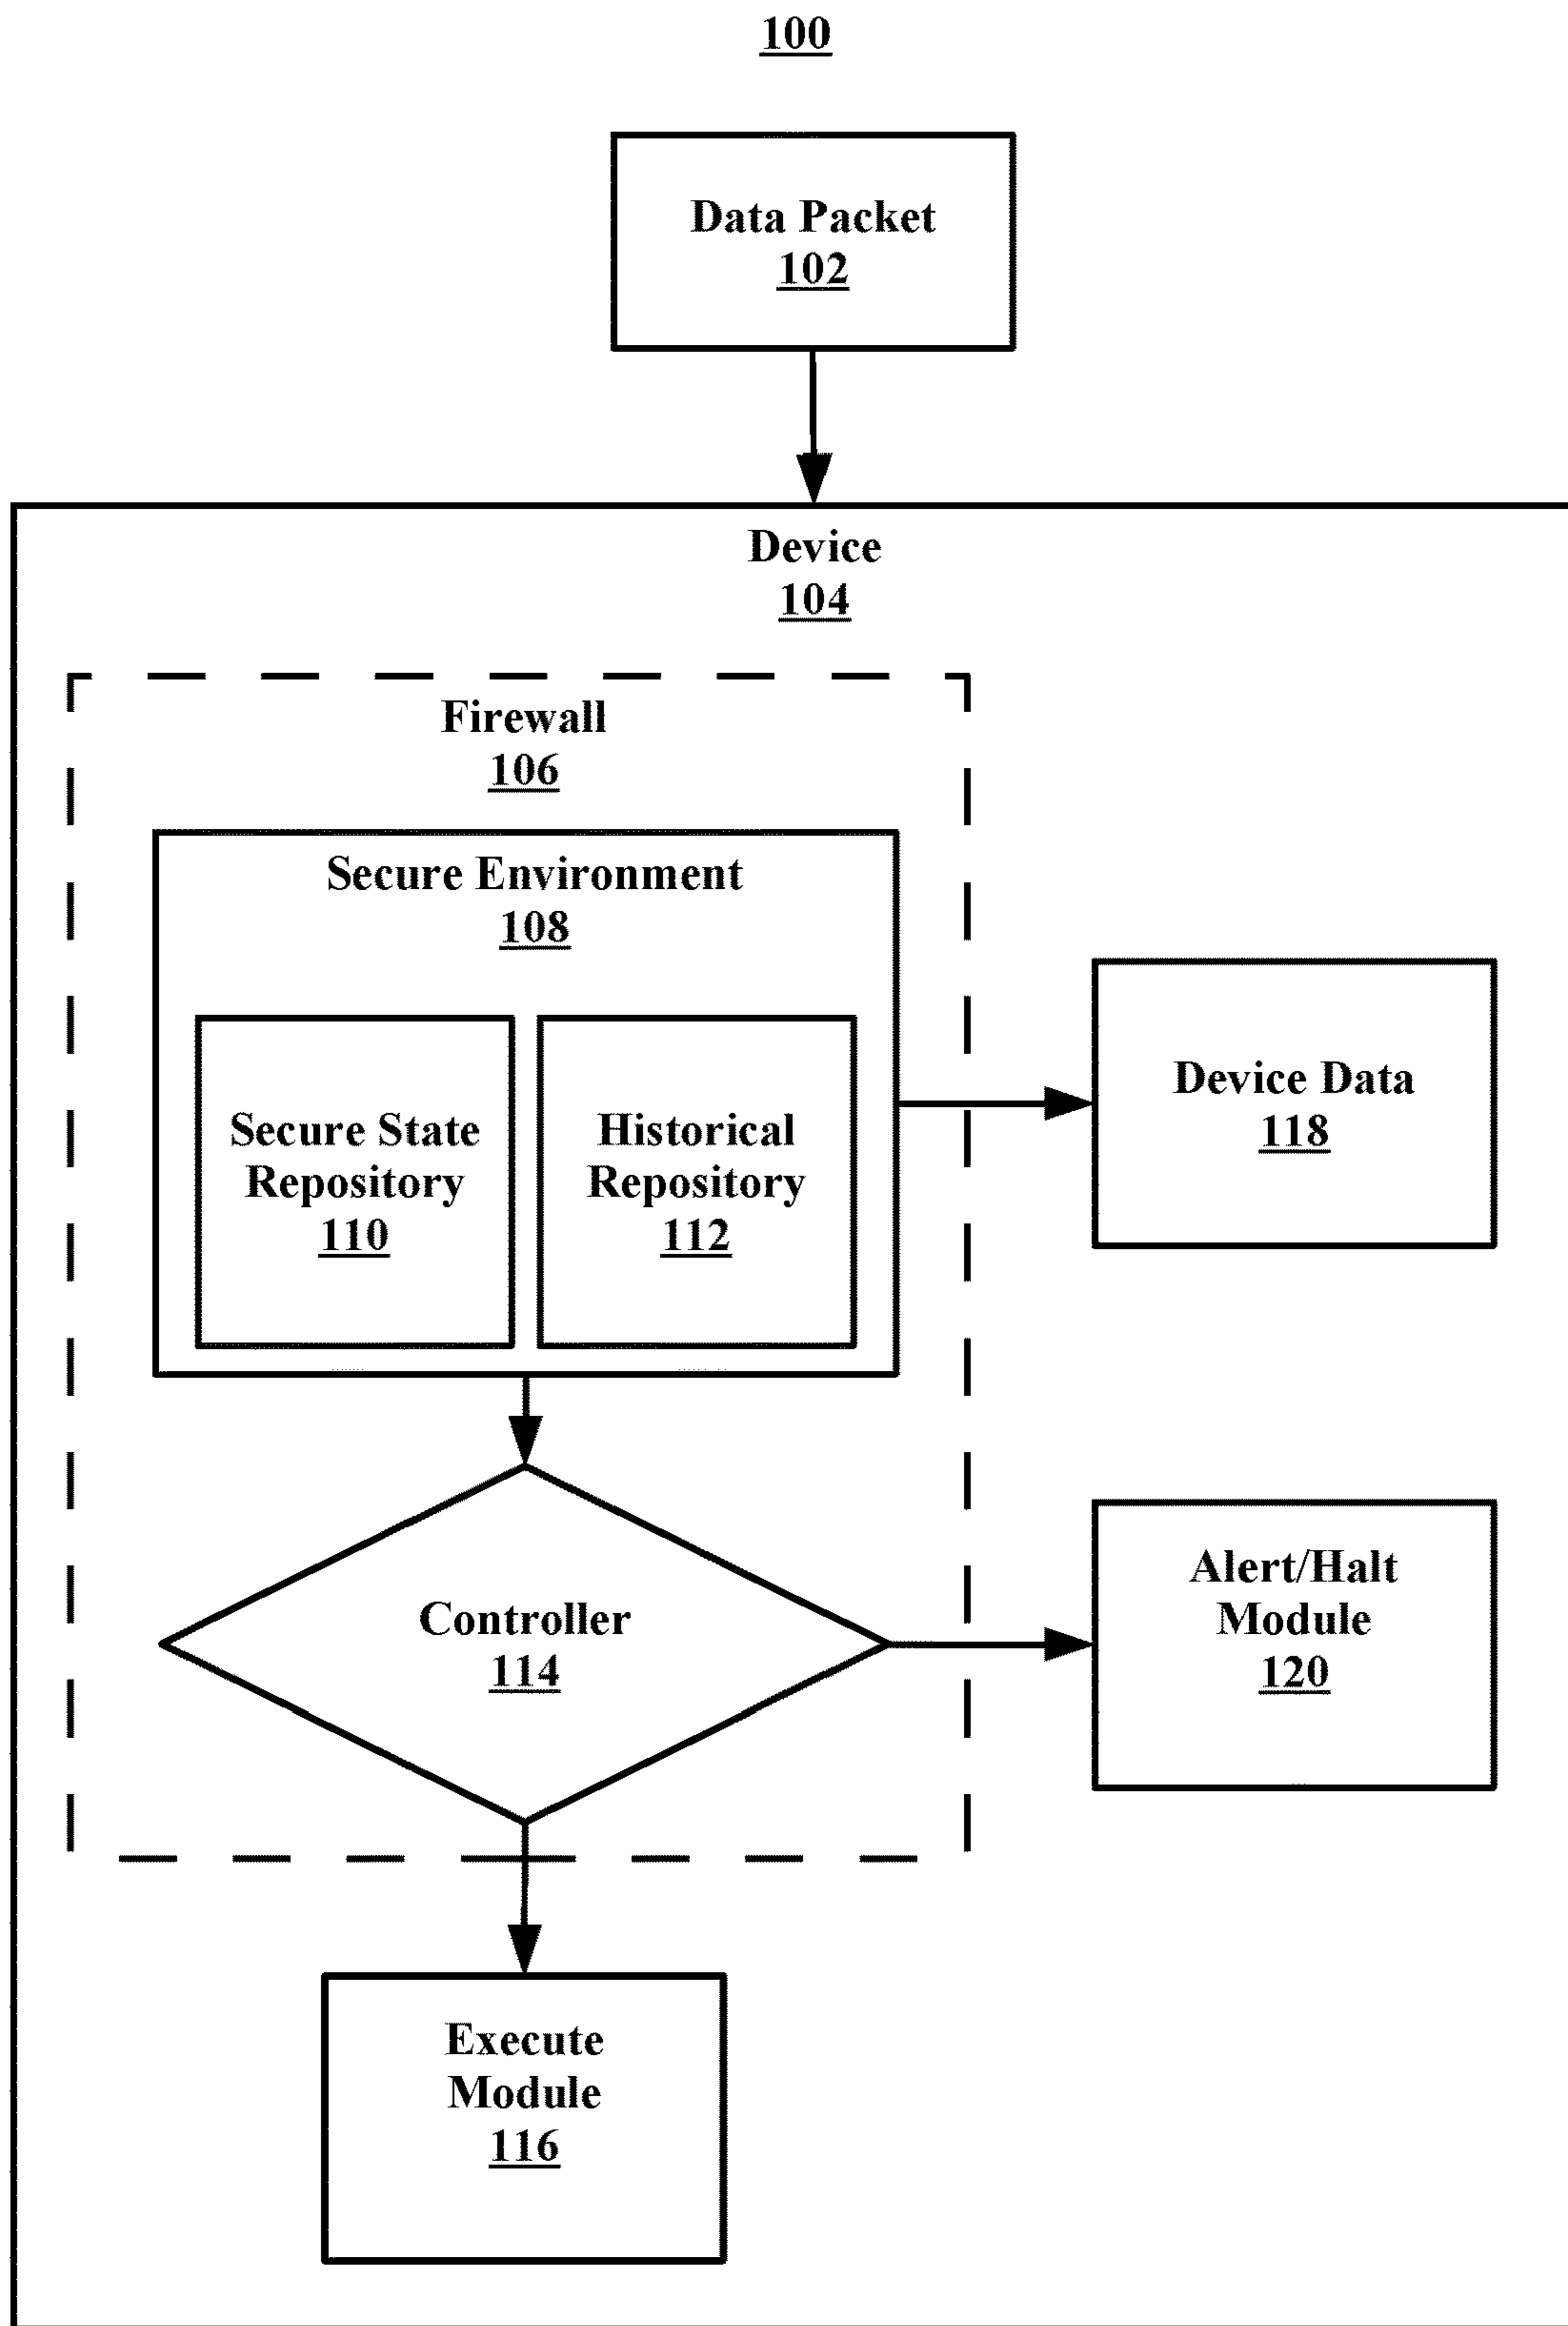 100
Data Packet
102
Device
104
Firewall
106
Secure Environment
108
Secure State
Repository
110
Historical
Repository
112
Device Data
118
Controller
114
Alert/Halt
Module
120
Execute
Module
116